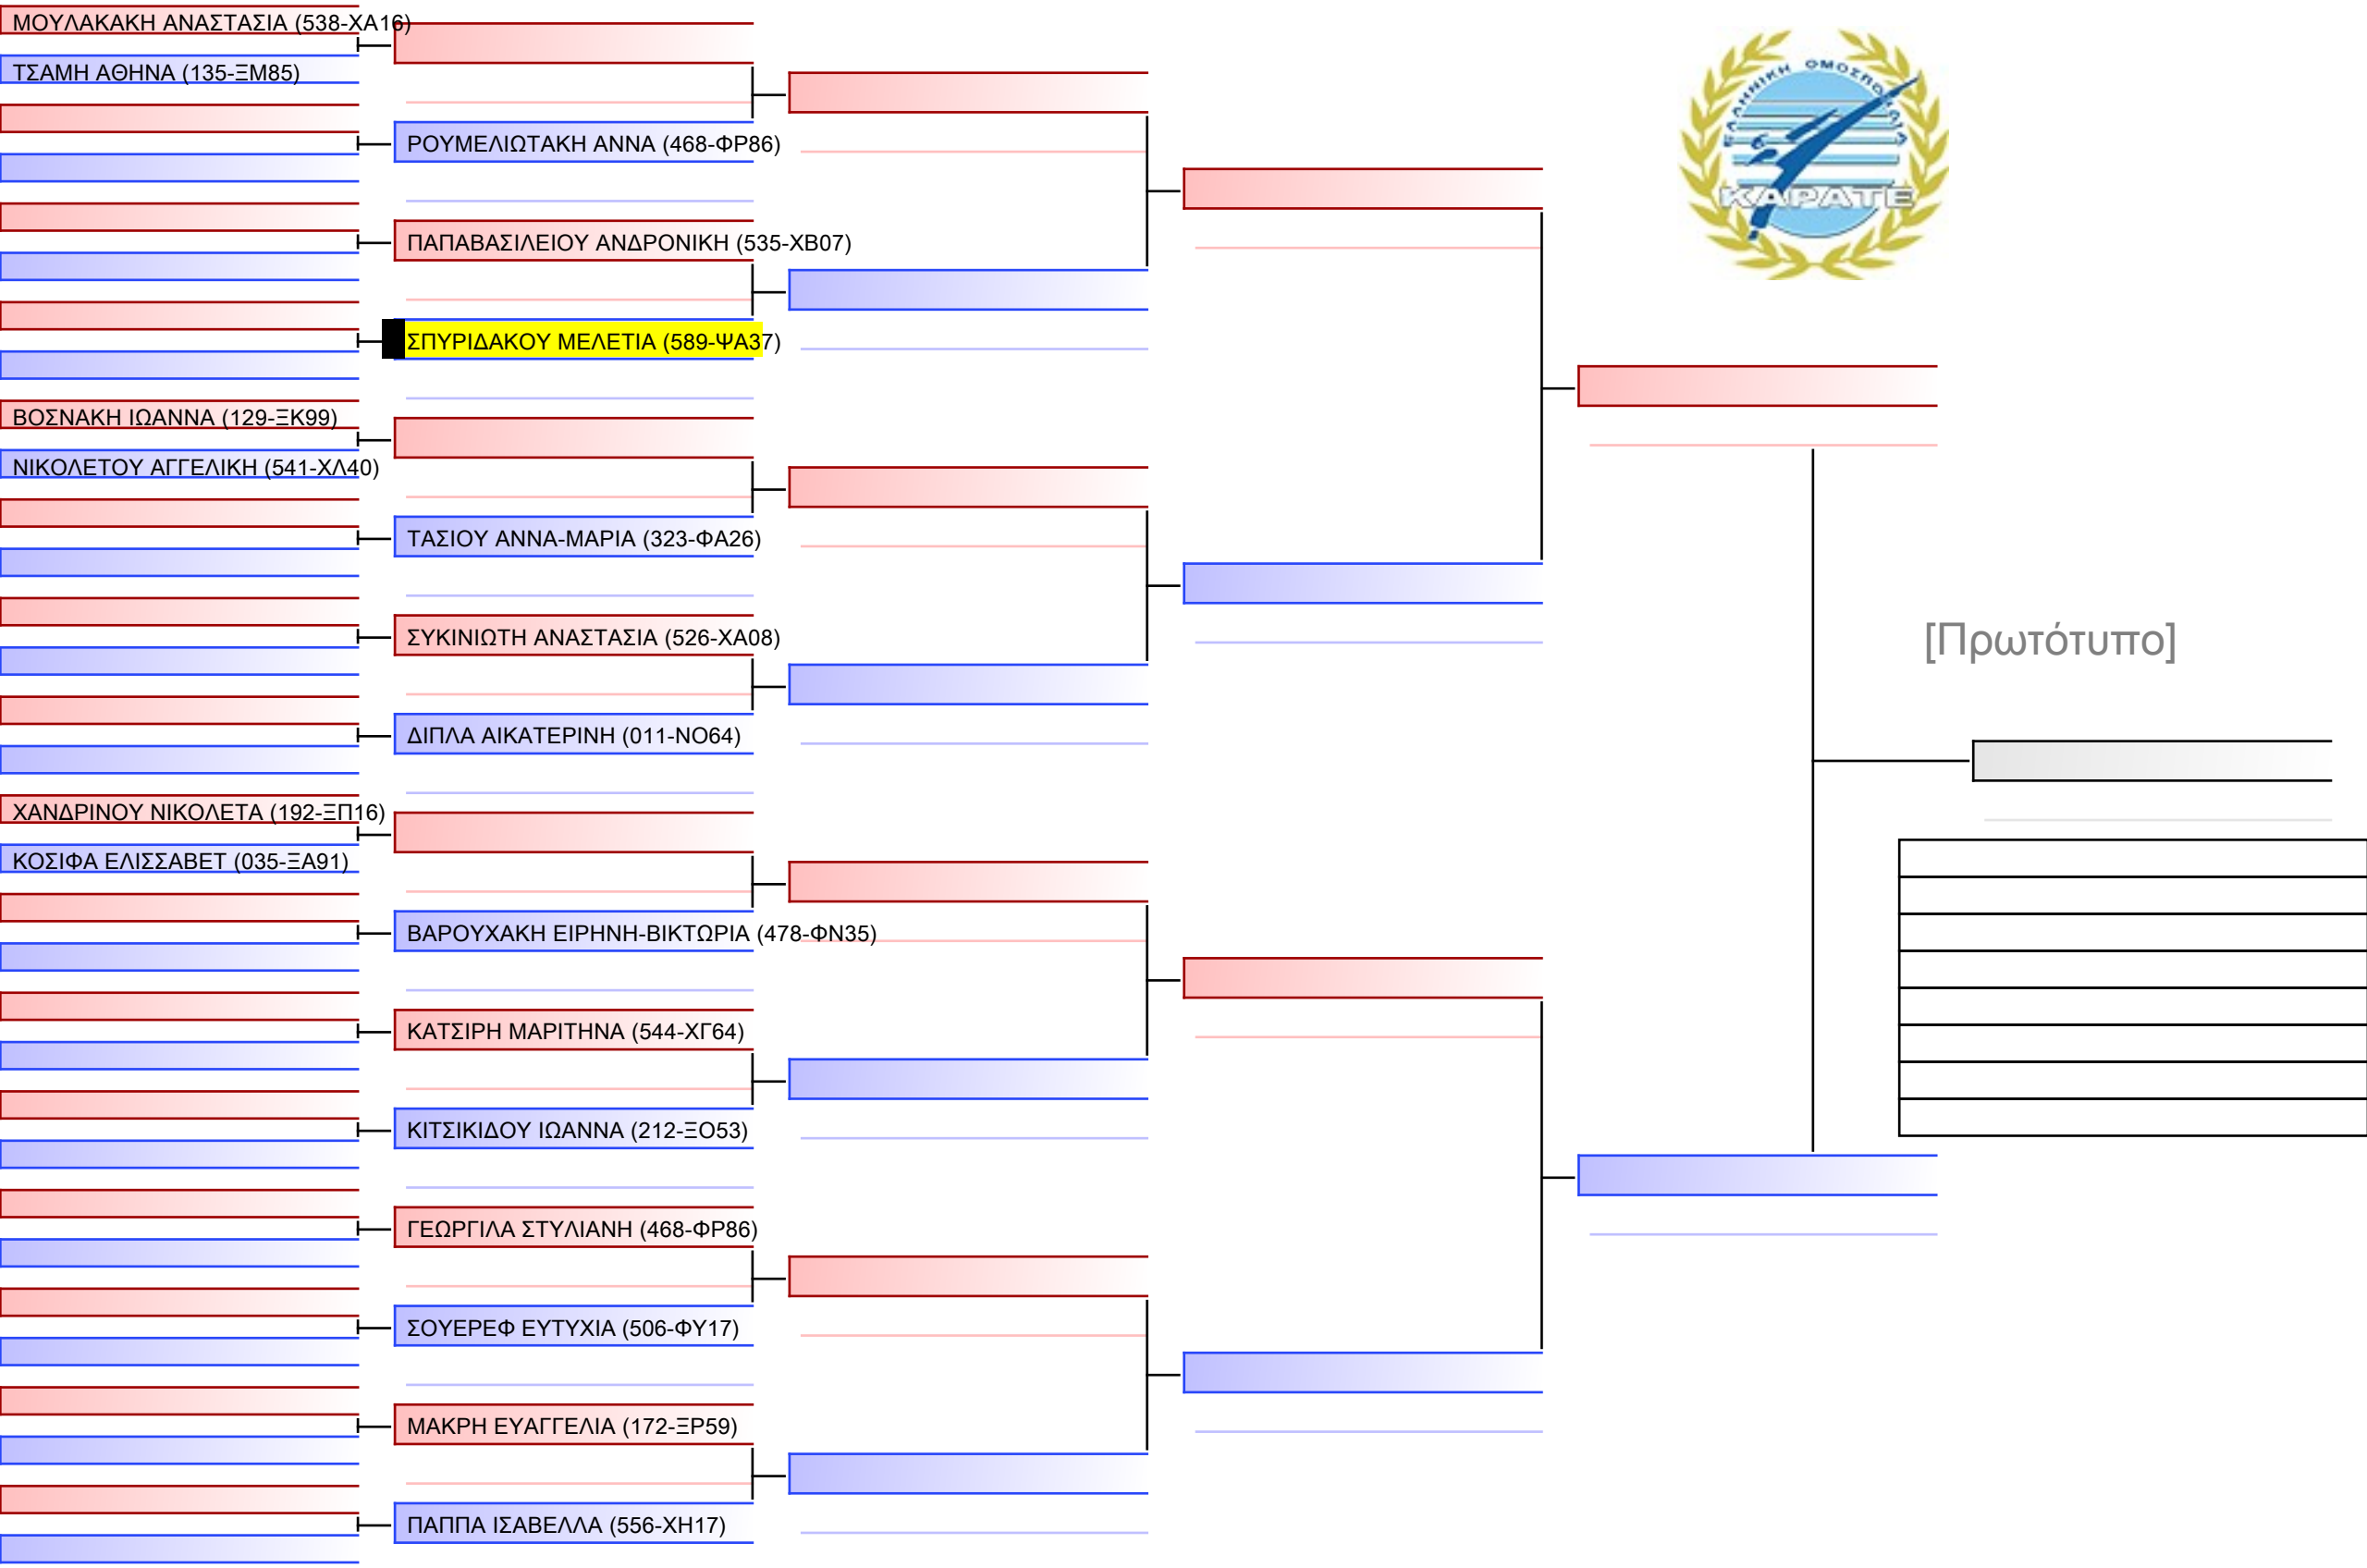 ΜΟΥΛΑΚΑΚΗ ΑΝΑΣΤΑΣΙΑ (538-ΧΑ16)
ΤΣΑΜΗ ΑΘΗΝΑ (135-ΞΜ85)
ΡΟΥΜΕΛΙΩΤΑΚΗ ΑΝΝΑ (468-ΦΡ86)
ΠΑΠΑΒΑΣΙΛΕΙΟΥ ΑΝΔΡΟΝΙΚΗ (535-ΧΒ07)
ΣΠΥΡΙΔΑΚΟΥ ΜΕΛΕΤΙΑ (589-ΨΑ37)
ΒΟΣΝΑΚΗ ΙΩΑΝΝΑ (129-ΞΚ99)
ΝΙΚΟΛΕΤΟΥ ΑΓΓΕΛΙΚΗ (541-ΧΛ40)
ΤΑΣΙΟΥ ΑΝΝΑ-ΜΑΡΙΑ (323-ΦΑ26)
ΣΥΚΙΝΙΩΤΗ ΑΝΑΣΤΑΣΙΑ (526-ΧΑ08)
ΔΙΠΛΑ ΑΙΚΑΤΕΡΙΝΗ (011-ΝΟ64)
ΧΑΝΔΡΙΝΟΥ ΝΙΚΟΛΕΤΑ (192-ΞΠ16)
ΚΟΣΙΦΑ ΕΛΙΣΣΑΒΕΤ (035-ΞΑ91)
ΒΑΡΟΥΧΑΚΗ ΕΙΡΗΝΗ-ΒΙΚΤΩΡΙΑ (478-ΦΝ35)
ΚΑΤΣΙΡΗ ΜΑΡΙΤΗΝΑ (544-ΧΓ64)
ΚΙΤΣΙΚΙΔΟΥ ΙΩΑΝΝΑ (212-ΞΟ53)
ΓΕΩΡΓΙΛΑ ΣΤΥΛΙΑΝΗ (468-ΦΡ86)
ΣΟΥΕΡΕΦ ΕΥΤΥΧΙΑ (506-ΦΥ17)
ΜΑΚΡΗ ΕΥΑΓΓΕΛΙΑ (172-ΞΡ59)
ΠΑΠΠΑ ΙΣΑΒΕΛΛΑ (556-ΧΗ17)
ΕΛΛΗΝΙΚΗ ΟΜΟΣΠΟΝΔΙΑ
ΚΑΡΑΤΕ
[Πρωτότυπο]